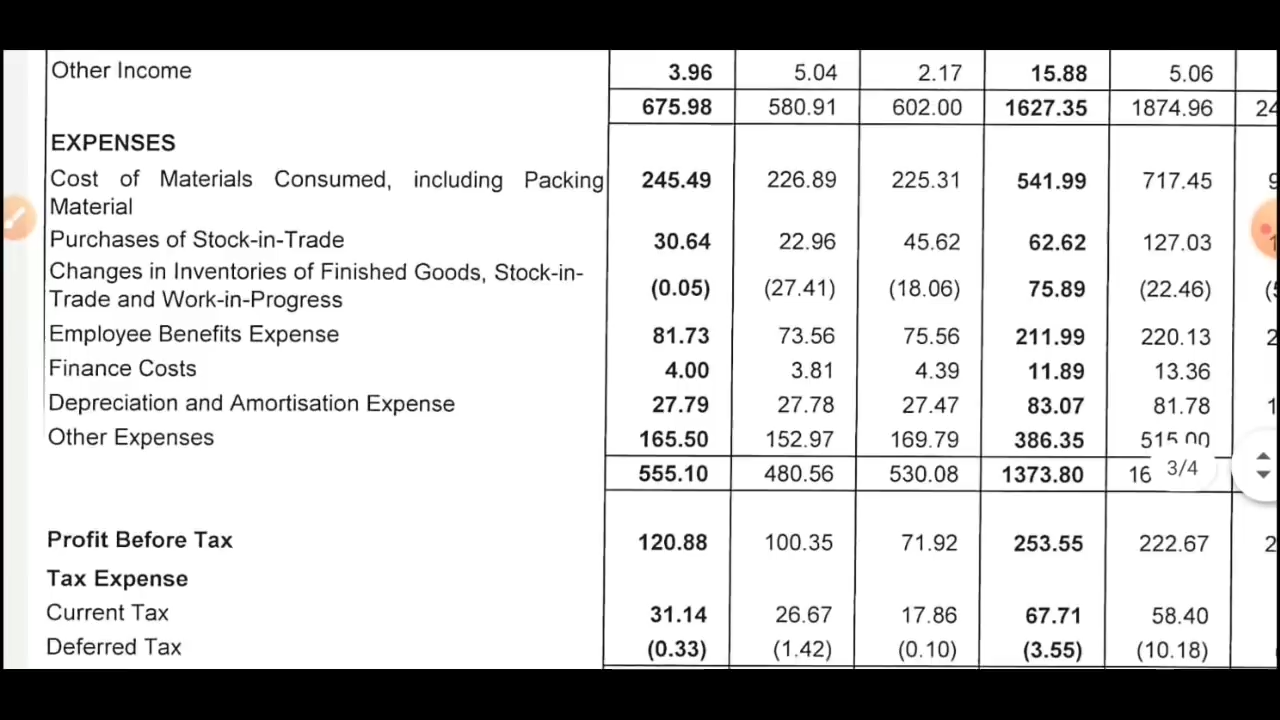 Other Income 3.96 5.04 2.17 15.88 5.06
675.98 580.91 602.00 1627.35 1874.96 24
EXPENSES
Cost of Materials Consumed, including Packing
Material 245.49 226.89 225.31 541.99 717.45 9
Purchases of Stock-in-Trade 30.64 22.96 45.62 62.62 127.03 1
Changes in Inventories of Finished Goods, Stock-in-
Trade and Work-in-Progress (0.05) (27.41) (18.06) 75.89 (22.46) (5
Employee Benefits Expense 81.73 73.56 75.56 211.99 220.13 2
Finance Costs 4.00 3.81 4.39 11.89 13.36
Depreciation and Amortisation Expense 27.79 27.78 27.47 83.07 81.78 1
Other Expenses 165.50 152.97 169.79 386.35 515.00
555.10 480.56 530.08 1373.80 16
3/4
Profit Before Tax 120.88 100.35 71.92 253.55 222.67 2
Tax Expense
Current Tax 31.14 26.67 17.86 67.71 58.40
Deferred Tax (0.33) (1.42) (0.10) (3.55) (10.18)